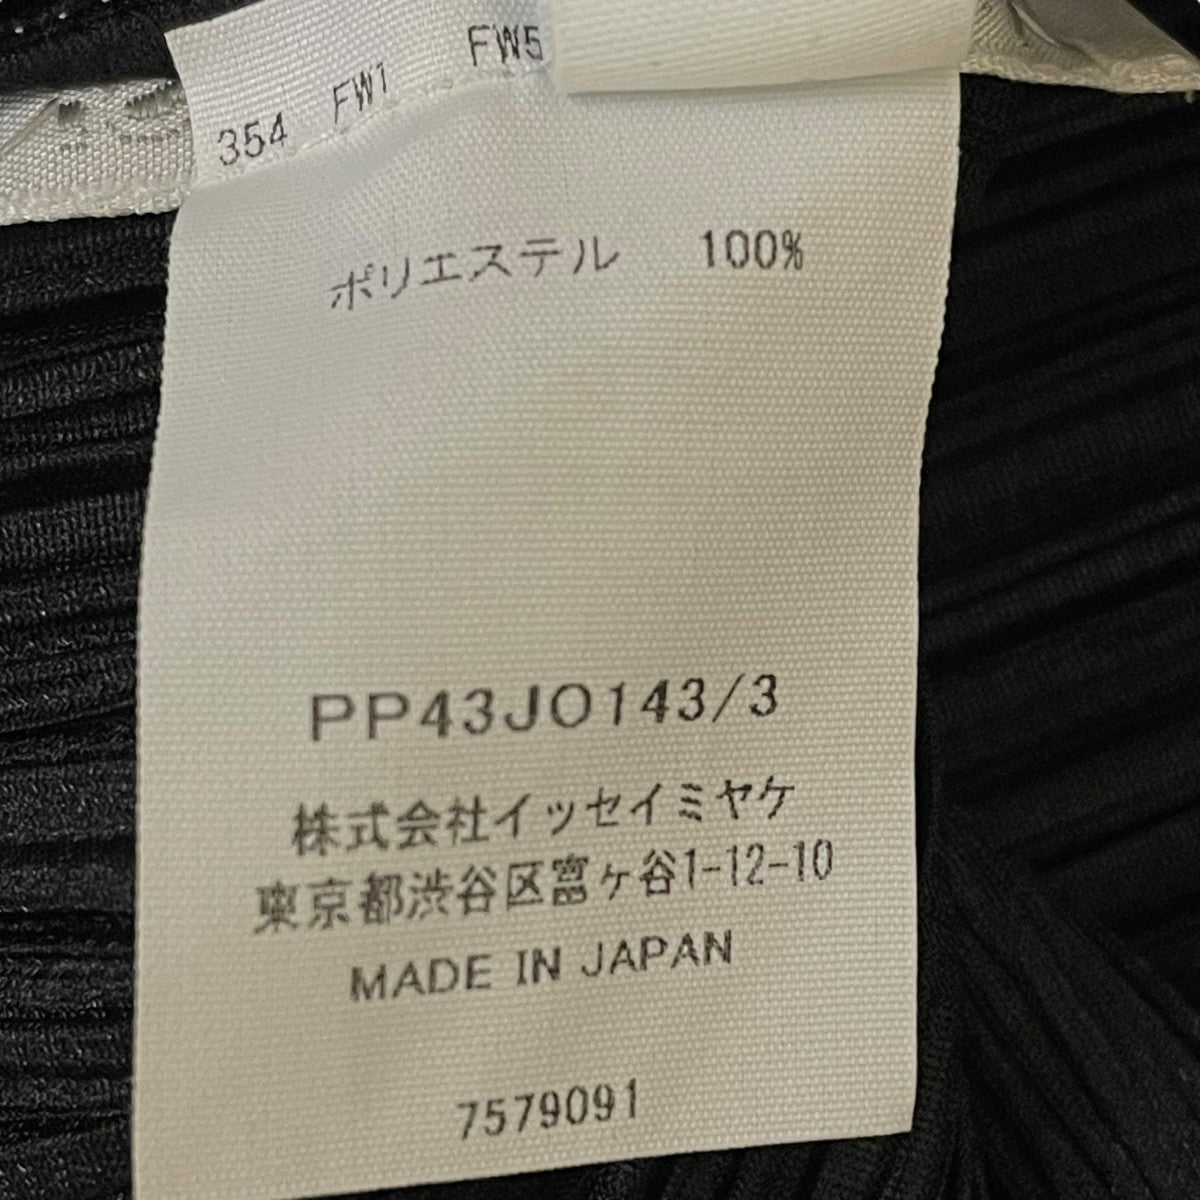 354 FW1 FW5
ポリエステル 100%
PP43JO143/3
株式会社イッセイミヤケ
東京都渋谷区富ヶ谷1-12-10
MADE IN JAPAN
7579091